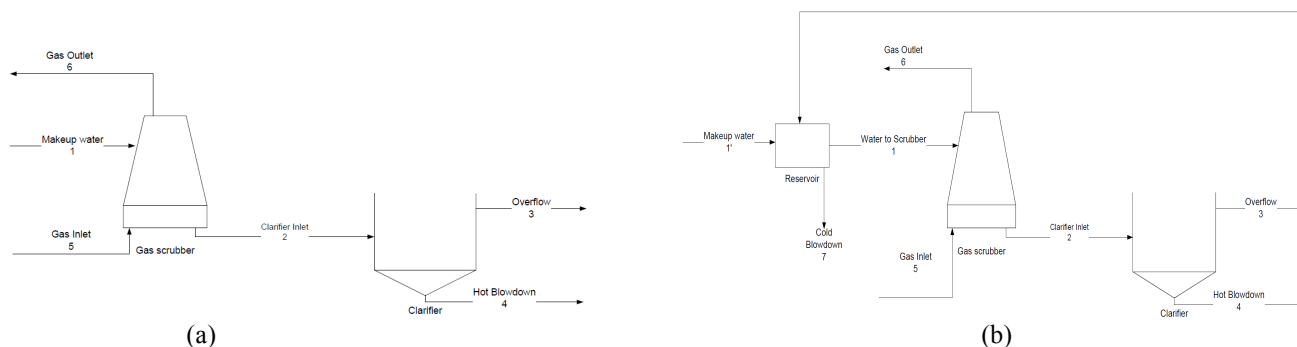 Gas Outlet
6
Makeup water
1
Gas Inlet
5
Gas scrubber
Clarifier Inlet
2
Overflow
3
Hot Blowdown
4
Clarifier
(a)
Gas Outlet
6
Makeup water
1'
Reservoir
Water to Scrubber
1
Cold
Blowdown
7
Gas Inlet
5
Gas scrubber
Clarifier Inlet
2
Overflow
3
Hot Blowdown
4
Clarifier
(b)